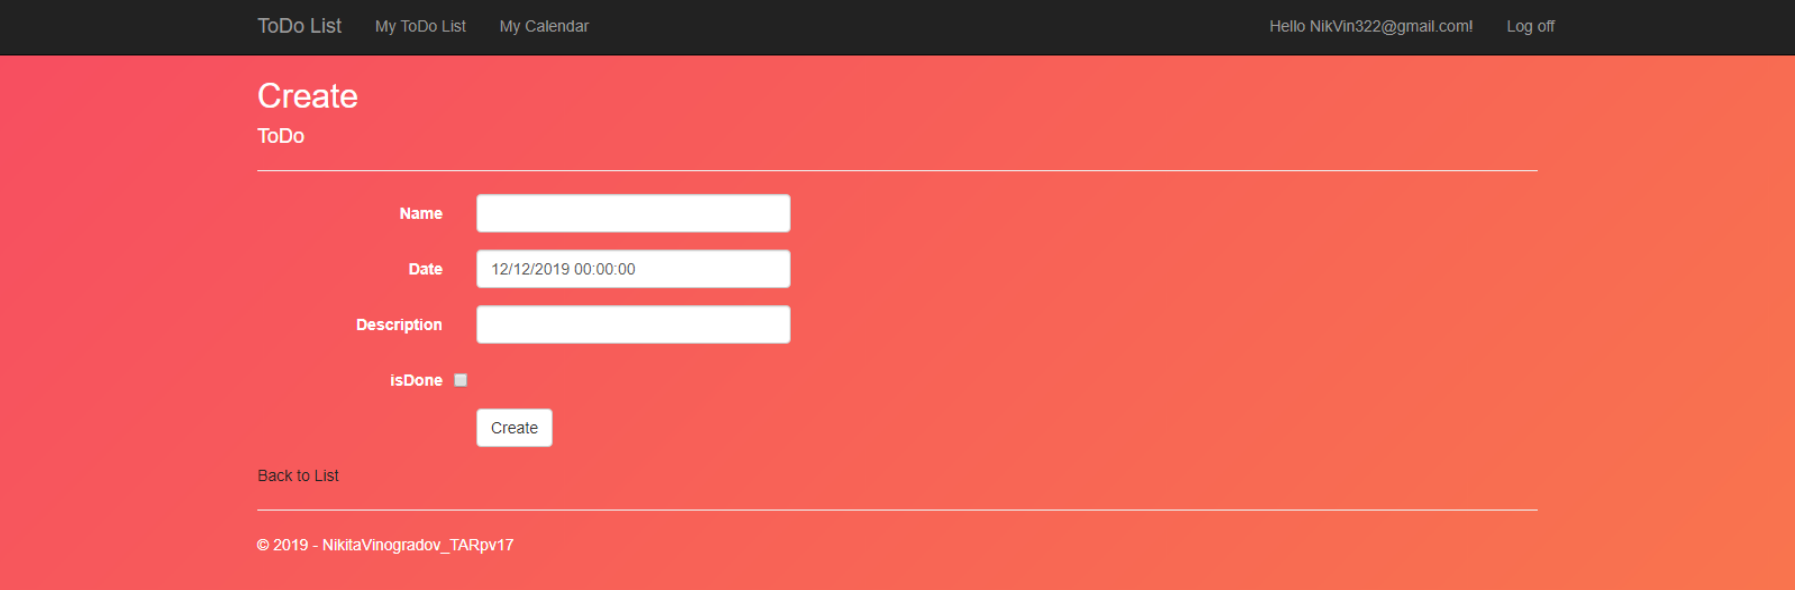 ToDo List My ToDo List My Calendar Hello NikVin322@gmail.com! Log off
Create
ToDo
Name
Date 12/12/2019 00:00:00
Description
isDone
Create
Back to List
© 2019 - NikitaVinogradov_TARpv17